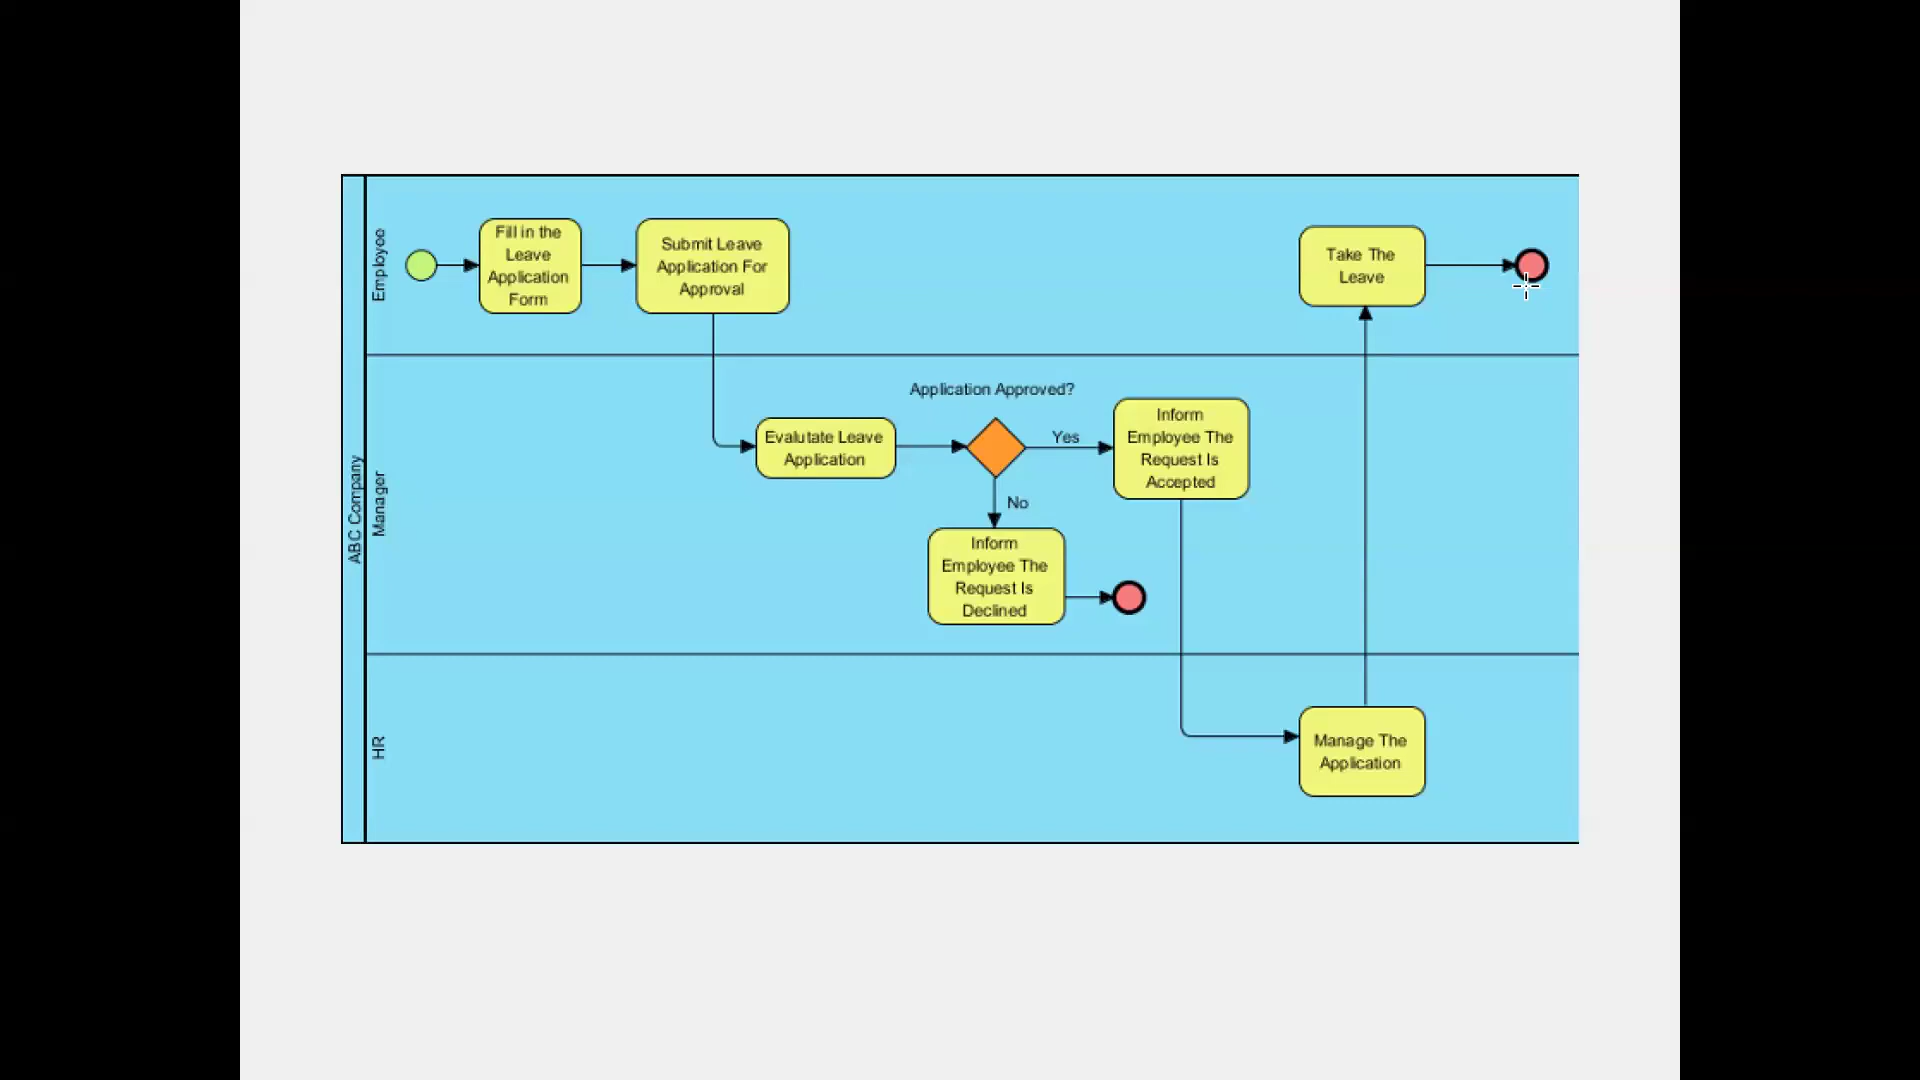 ABC Company
Employee
Fill in the
Leave
Application
Form
Submit Leave
Application For
Approval
Take The
Leave
Manager
Application Approved?
Evalutate Leave
Application
Yes
Inform
Employee The
Request Is
Accepted
No
Inform
Employee The
Request Is
Declined
HR
Manage The
Application